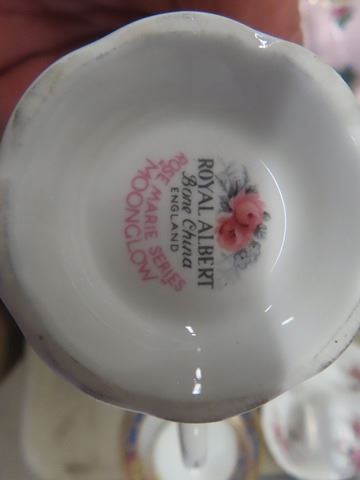 ROYAL ALBERT
Bone China
ENGLAND
ROSE MARIE SERIES
MOONGLOW